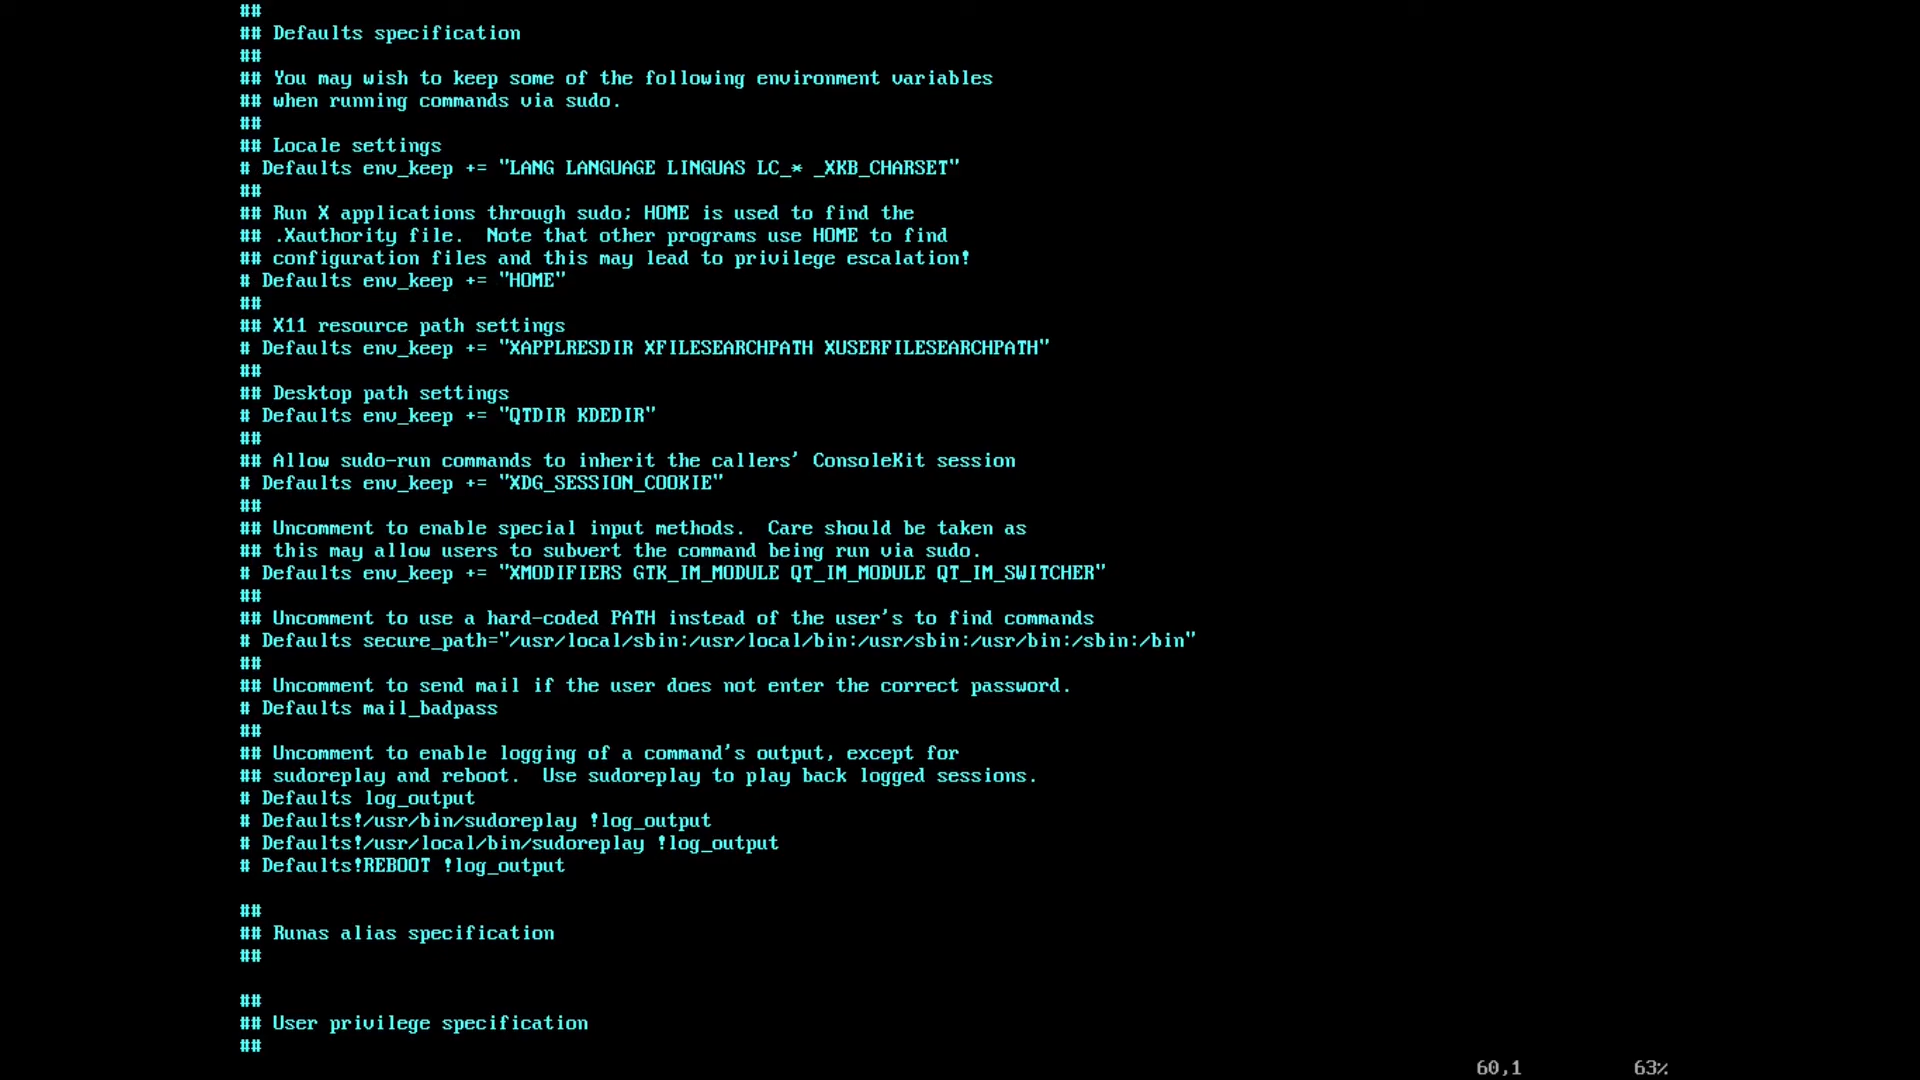 ##
## Defaults specification
##
## You may wish to keep some of the following environment variables
## when running commands via sudo.
##
## Locale settings
# Defaults env_keep += "LANG LANGUAGE LINGUAS LC_* _XKB_CHARSET"
##
## Run X applications through sudo; HOME is used to find the
## .Xauthority file.  Note that other programs use HOME to find
## configuration files and this may lead to privilege escalation!
# Defaults env_keep += "HOME"
##
## X11 resource path settings
# Defaults env_keep += "XAPPLRESDIR XFILESEARCHPATH XUSERFILESEARCHPATH"
##
## Desktop path settings
# Defaults env_keep += "QTDIR KDEDIR"
##
## Allow sudo-run commands to inherit the callers' ConsoleKit session
# Defaults env_keep += "XDG_SESSION_COOKIE"
##
## Uncomment to enable special input methods.  Care should be taken as
## this may allow users to subvert the command being run via sudo.
# Defaults env_keep += "XMODIFIERS GTK_IM_MODULE QT_IM_MODULE QT_IM_SWITCHER"
##
## Uncomment to use a hard-coded PATH instead of the user's to find commands
# Defaults secure_path="/usr/local/sbin:/usr/local/bin:/usr/sbin:/usr/bin:/sbin:/bin"
##
## Uncomment to send mail if the user does not enter the correct password.
# Defaults mail_badpass
##
## Uncomment to enable logging of a command's output, except for
## sudoreplay and reboot.  Use sudoreplay to play back logged sessions.
# Defaults log_output
# Defaults!/usr/bin/sudoreplay !log_output
# Defaults!/usr/local/bin/sudoreplay !log_output
# Defaults!REBOOT !log_output

##
## Runas alias specification
##

##
## User privilege specification
##
60,1 63%